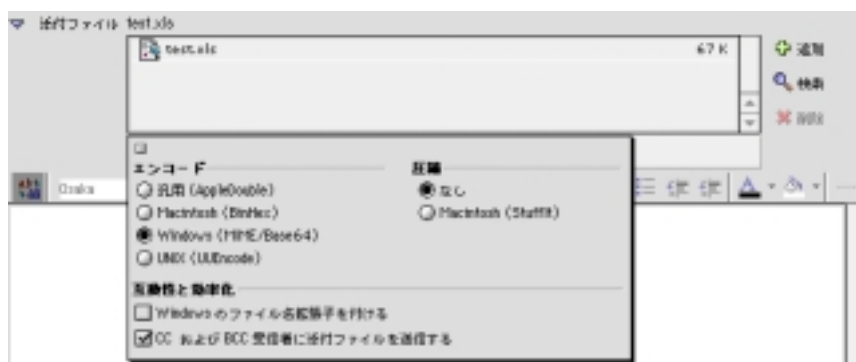 添付ファイル test.xls
test.xls 67 K
追加
検索
削除
エンコード
汎用 (AppleDouble)
Macintosh (BinHex)
Windows (MIME/Base64)
UNIX (UUEncode)
圧縮
なし
Macintosh (StuffIt)
Osaka
互換性と効率化
Windows のファイル名拡張子を付ける
CC および BCC 受信者に添付ファイルを送信する